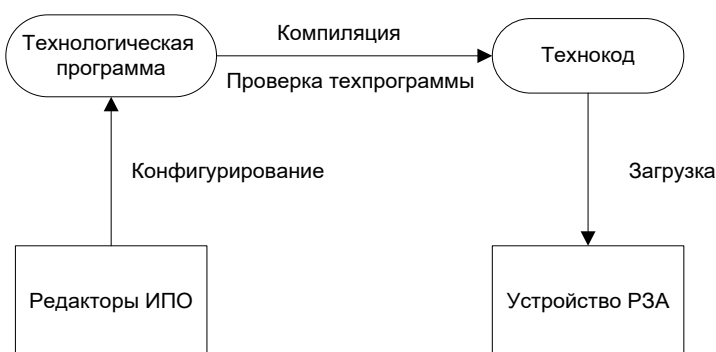 Технологическая
программа
Компиляция
Проверка техпрограммы
Технокод
Конфигурирование
Загрузка
Редакторы ИПО
Устройство РЗА